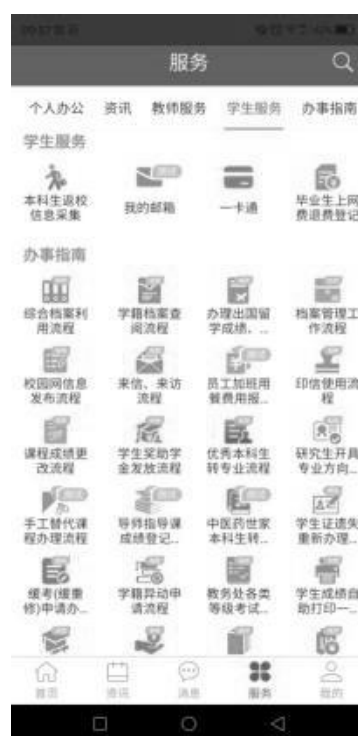 服务
个人办公 资讯 教师服务 学生服务 办事指南
学生服务
本科生返校 我的邮箱 一卡通 毕业生上网
信息采集 费退费登记
办事指南
综合档案利 学籍档案查 办理出国留 档案管理工
用流程 阅流程 学成绩、... 作流程
校园网信息 来信、来访 员工加班用 印信使用流
发布流程 流程 餐费用报... 程
课程成绩更 学生奖助学 优秀本科生 研究生开具
改流程 金发放流程 转专业流程 专业方向...
手工替代课 导师指导课 中医药世家 学生证遗失
程办理流程 成绩登记... 本科生转... 重新办理...
缓考(缓重 学籍异动申 教务处各类 学生成绩自
修)申请办... 请流程 等级考试... 助打印一...
首页 资讯 消息 服务 我的